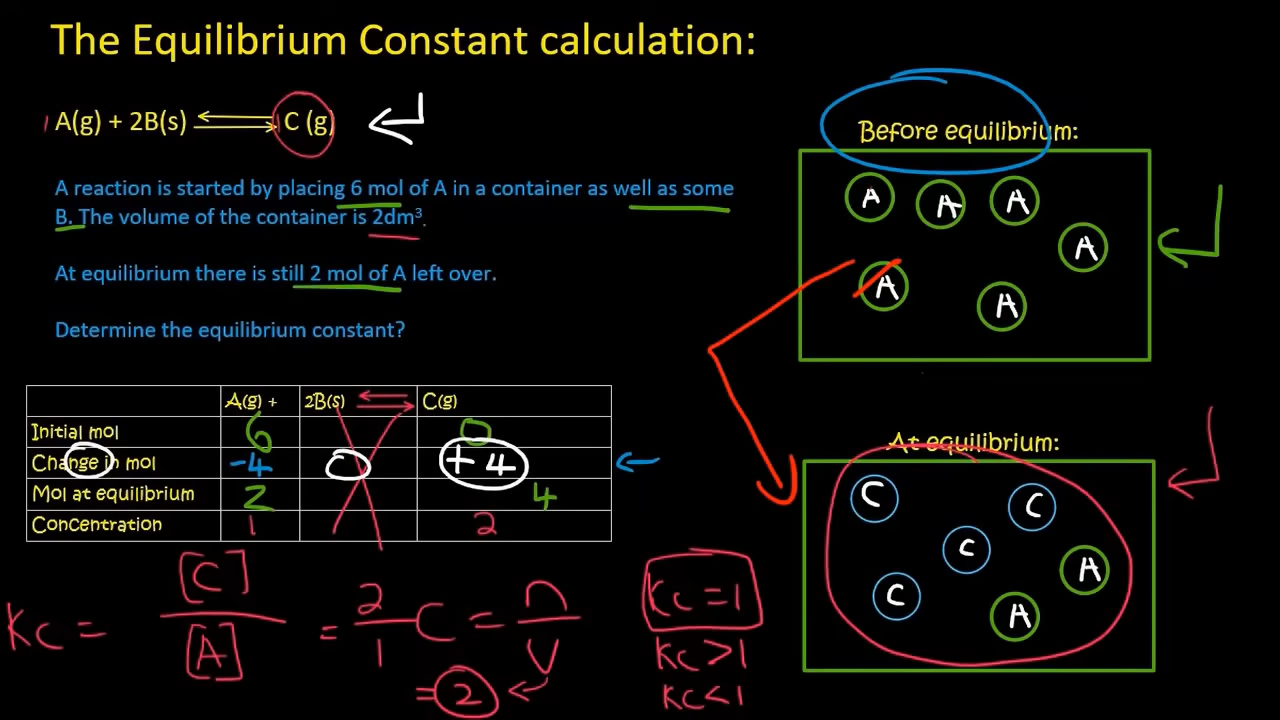 The Equilibrium Constant calculation:
1 A(g) + 2B(s) C (g)
A reaction is started by placing 6 mol of A in a container as well as some
B. The volume of the container is 2dm³.
At equilibrium there is still 2 mol of A left over.
Determine the equilibrium constant?
A(g) + 2B(s) C(g)
Initial mol 6 0
Change in mol -4 +4
Mol at equilibrium 2 4
Concentration 1 2
Kc = [C] / [A] = 2 / 1
C = n / V
= 2
Kc = 1
Kc > 1
Kc < 1
Before equilibrium:
A A A
A
A A
At equilibrium:
C C
C
A
C A